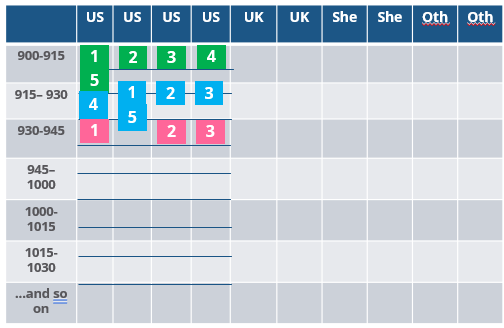 US US US US UK UK She She Oth Oth
900-915 1 2 3 4
5
915– 930 4 1 2 3
5
930-945 1 2 3
945–
1000
1000-
1015
1015-
1030
...and so
on